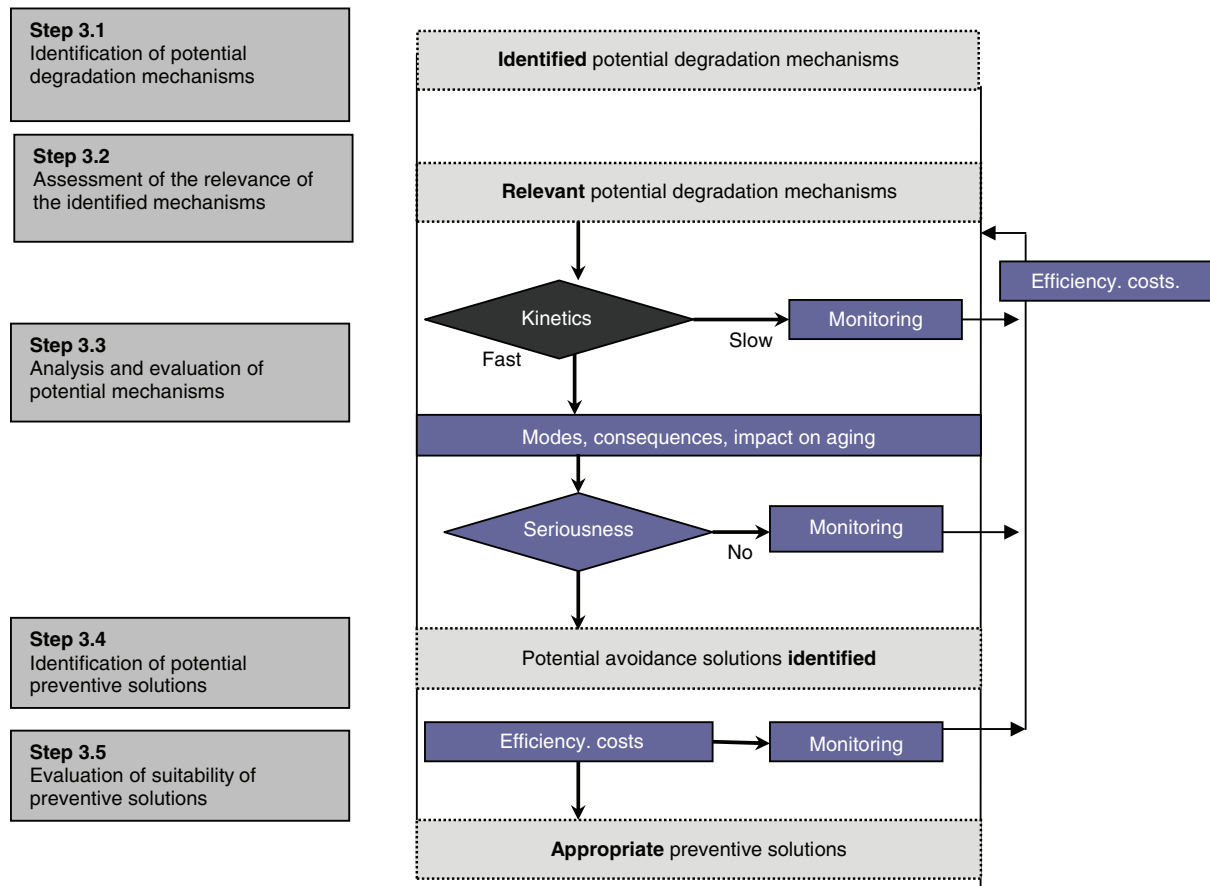 Step 3.1
Identification of potential
degradation mechanisms
Identified potential degradation mechanisms
Step 3.2
Assessment of the relevance of
the identified mechanisms
Relevant potential degradation mechanisms
Efficiency. costs.
Kinetics
Slow
Monitoring
Fast
Step 3.3
Analysis and evaluation of
potential mechanisms
Modes, consequences, impact on aging
Seriousness
No
Monitoring
Step 3.4
Identification of potential
preventive solutions
Potential avoidance solutions identified
Step 3.5
Evaluation of suitability of
preventive solutions
Efficiency. costs
Monitoring
Appropriate preventive solutions